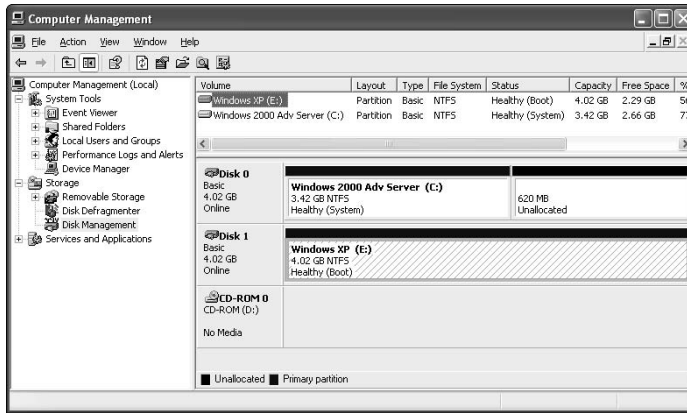 Computer Management
File Action View Window Help
Computer Management (Local)
System Tools
Event Viewer
Shared Folders
Local Users and Groups
Performance Logs and Alerts
Device Manager
Storage
Removable Storage
Disk Defragmenter
Disk Management
Services and Applications
Volume Layout Type File System Status Capacity Free Space %
Windows XP (E:) Partition Basic NTFS Healthy (Boot) 4.02 GB 2.29 GB
Windows 2000 Adv Server (C:) Partition Basic NTFS Healthy (System) 3.42 GB 2.66 GB
Disk 0
Basic
4.02 GB
Online
Windows 2000 Adv Server (C:)
3.42 GB NTFS
Healthy (System)
620 MB
Unallocated
Disk 1
Basic
4.02 GB
Online
Windows XP (E:)
4.02 GB NTFS
Healthy (Boot)
CD-ROM 0
CD-ROM (D:)
No Media
Unallocated Primary partition